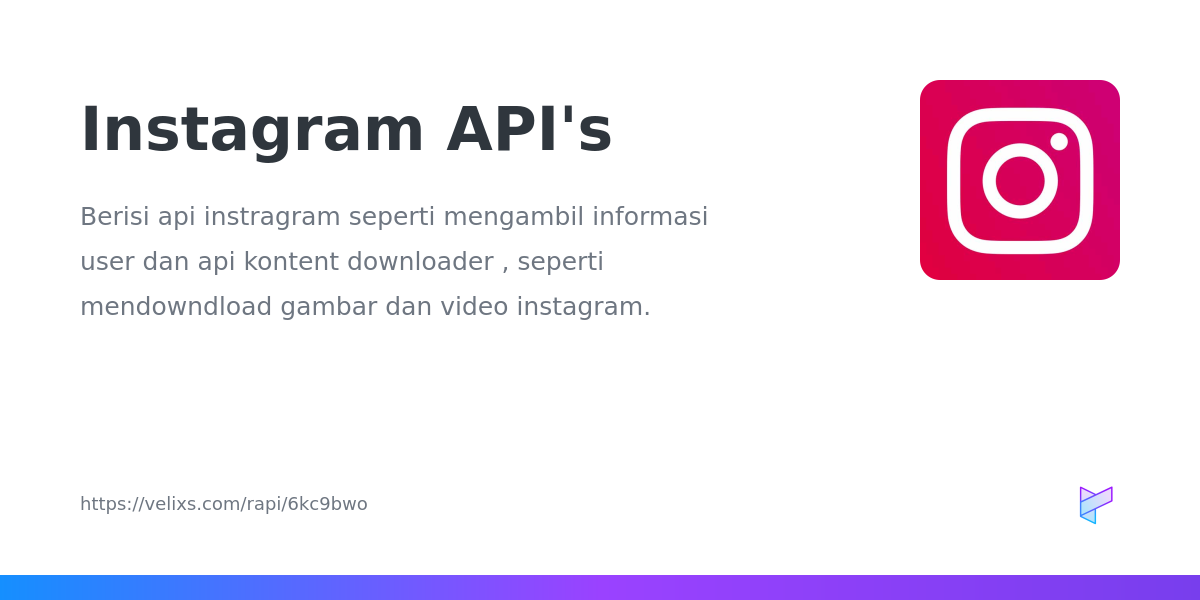 Instagram API's
Berisi api instragram seperti mengambil informasi
user dan api kontent downloader , seperti
mendowndload gambar dan video instagram.
https://velixs.com/rapi/6kc9bwo